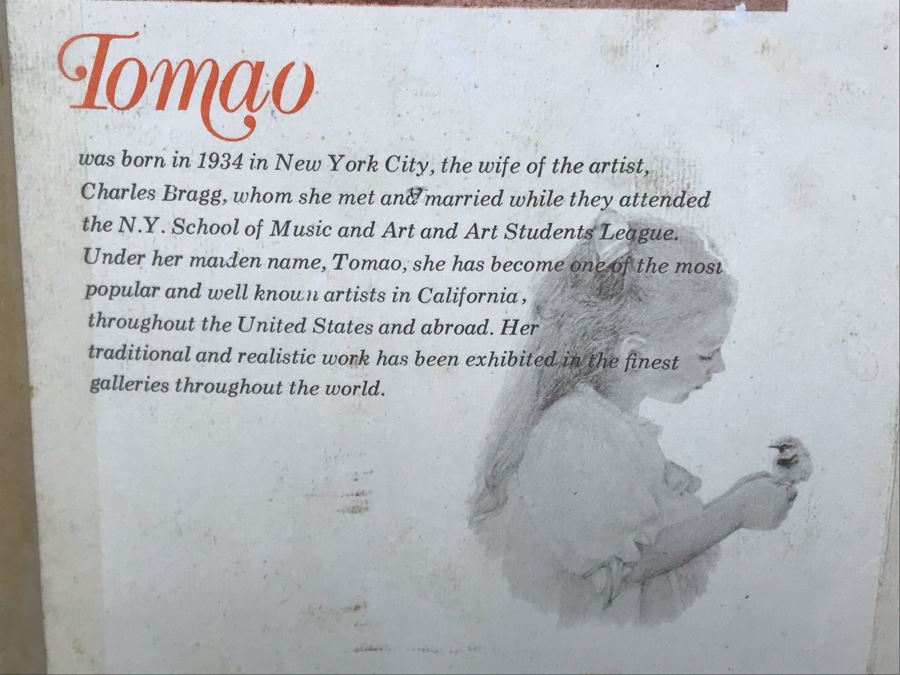 Tomao
was born in 1934 in New York City, the wife of the artist,
Charles Bragg, whom she met and married while they attended
the N.Y. School of Music and Art and Art Students League.
Under her maiden name, Tomao, she has become one of the most
popular and well known artists in California,
throughout the United States and abroad. Her
traditional and realistic work has been exhibited in the finest
galleries throughout the world.